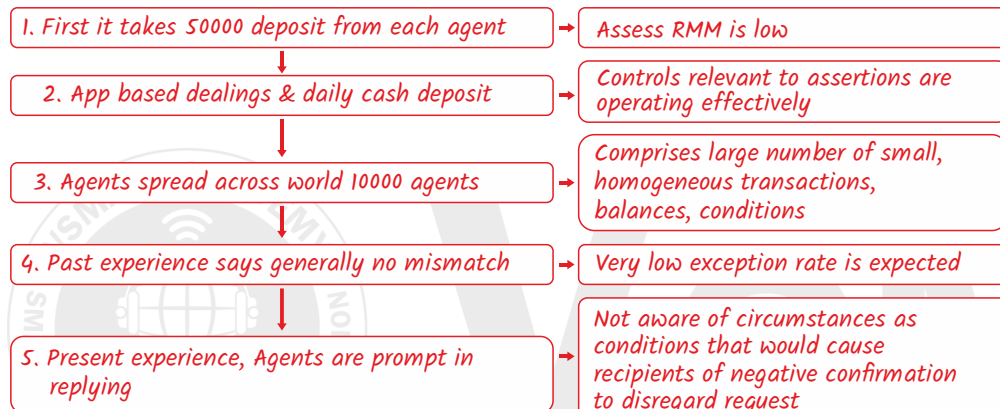 1. First it takes 50000 deposit from each agent
Assess RMM is low
2. App based dealings & daily cash deposit
Controls relevant to assertions are
operating effectively
3. Agents spread across world 10000 agents
Comprises large number of small,
homogeneous transactions,
balances, conditions
4. Past experience says generally no mismatch
Very low exception rate is expected
5. Present experience, Agents are prompt in
replying
Not aware of circumstances as
conditions that would cause
recipients of negative confirmation
to disregard request